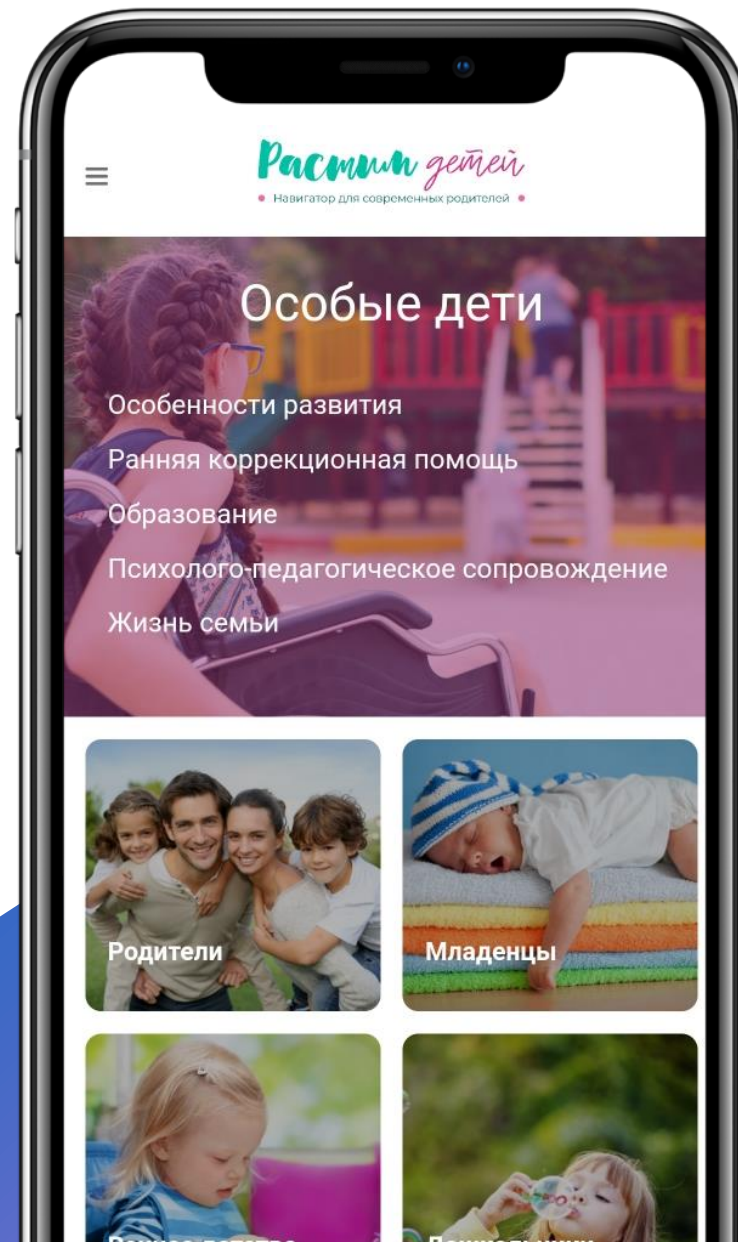 Растим детей
Навигатор для современных родителей
Особые дети
Особенности развития
Ранняя коррекционная помощь
Образование
Психолого-педагогическое сопровождение
Жизнь семьи
Родители
Младенцы